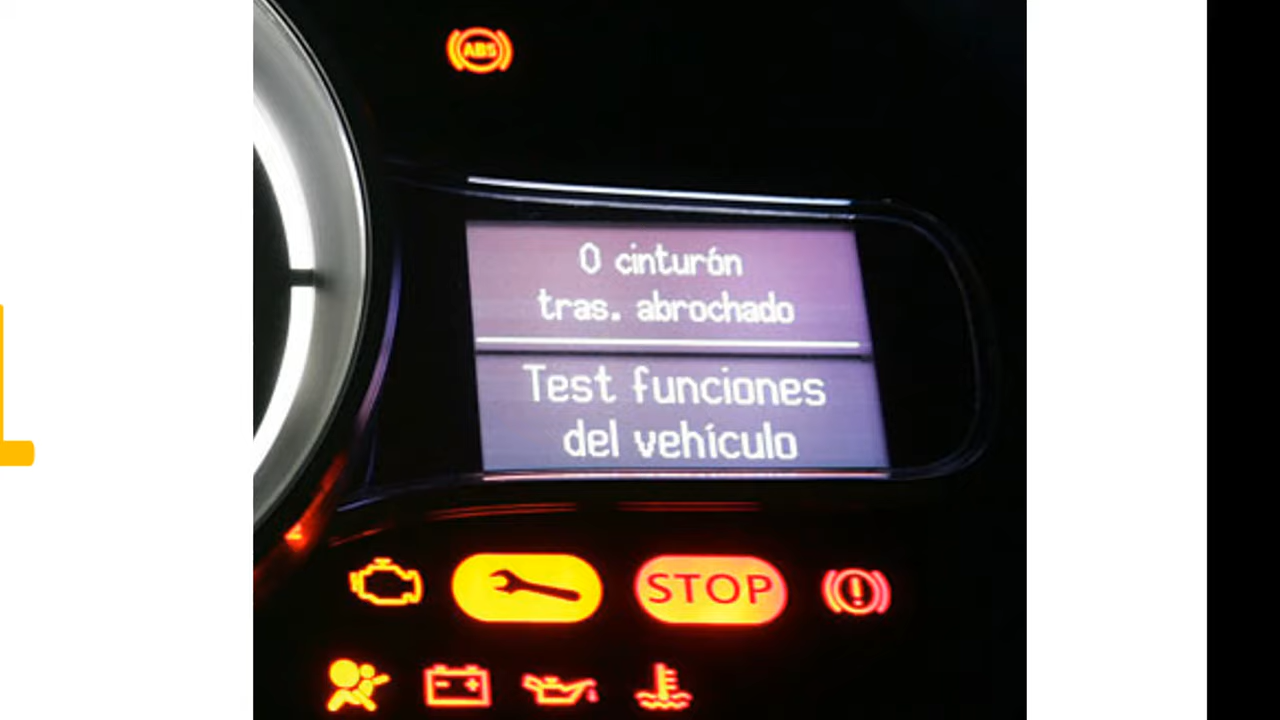 ABS
0 cinturón
tras. abrochado
Test funciones
del vehículo
STOP